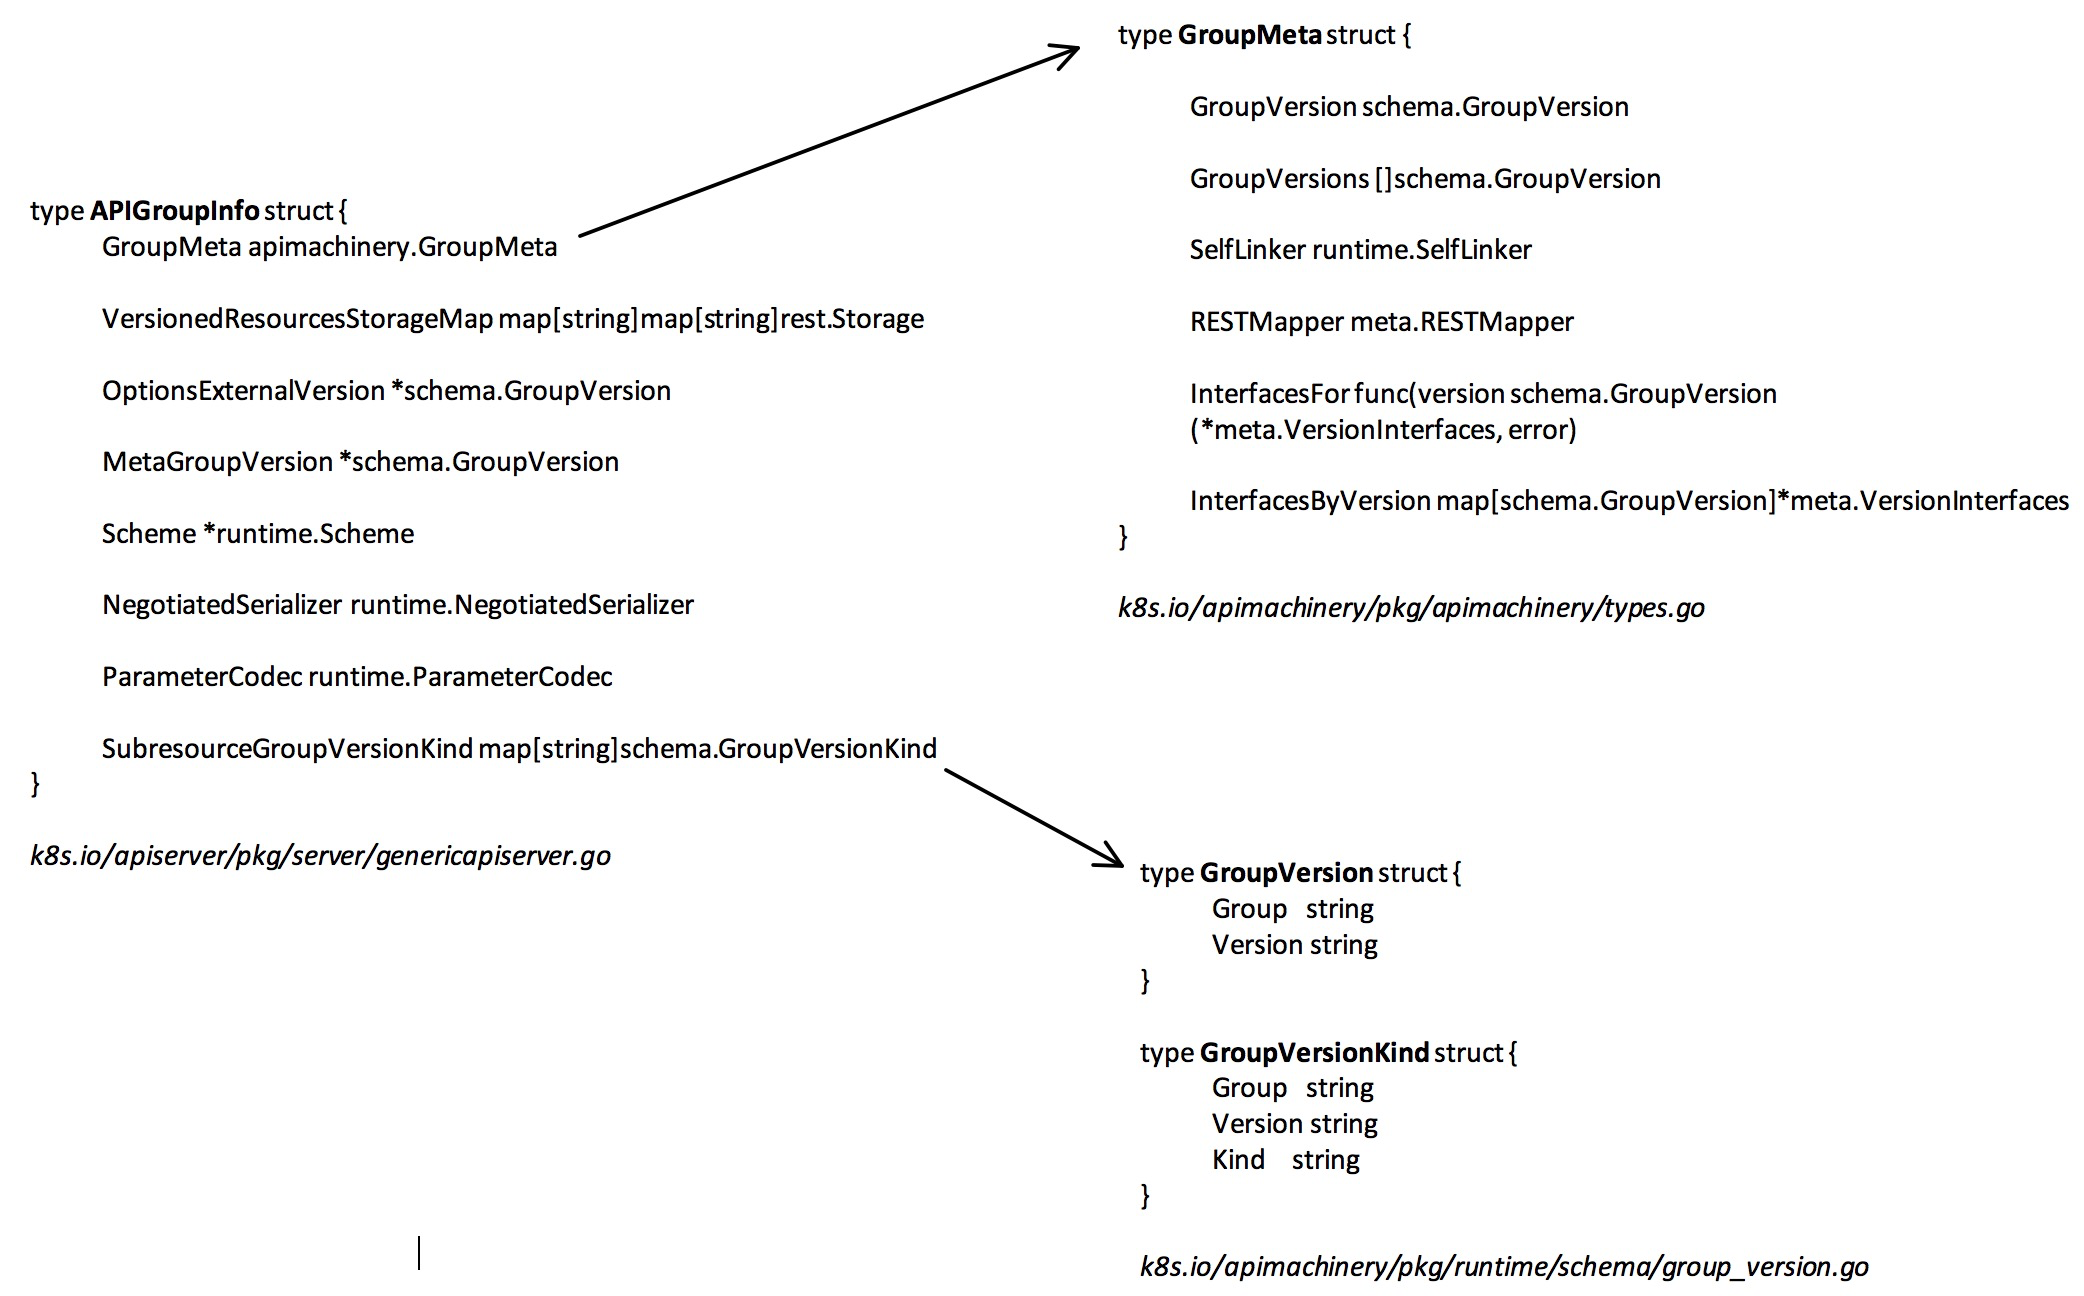 type APIGroupInfo struct {
GroupMeta apimachinery.GroupMeta
VersionedResourcesStorageMap map[string]map[string]rest.Storage
OptionsExternalVersion *schema.GroupVersion
MetaGroupVersion *schema.GroupVersion
Scheme *runtime.Scheme
NegotiatedSerializer runtime.NegotiatedSerializer
ParameterCodec runtime.ParameterCodec
SubresourceGroupVersionKind map[string]schema.GroupVersionKind
}
k8s.io/apiserver/pkg/server/genericapiserver.go
type GroupMeta struct {
GroupVersion schema.GroupVersion
GroupVersions []schema.GroupVersion
SelfLinker runtime.SelfLinker
RESTMapper meta.RESTMapper
InterfacesFor func(version schema.GroupVersion
(*meta.VersionInterfaces, error)
InterfacesByVersion map[schema.GroupVersion]*meta.VersionInterfaces
}
k8s.io/apimachinery/pkg/apimachinery/types.go
type GroupVersion struct {
Group string
Version string
}
type GroupVersionKind struct {
Group string
Version string
Kind string
}
k8s.io/apimachinery/pkg/runtime/schema/group_version.go